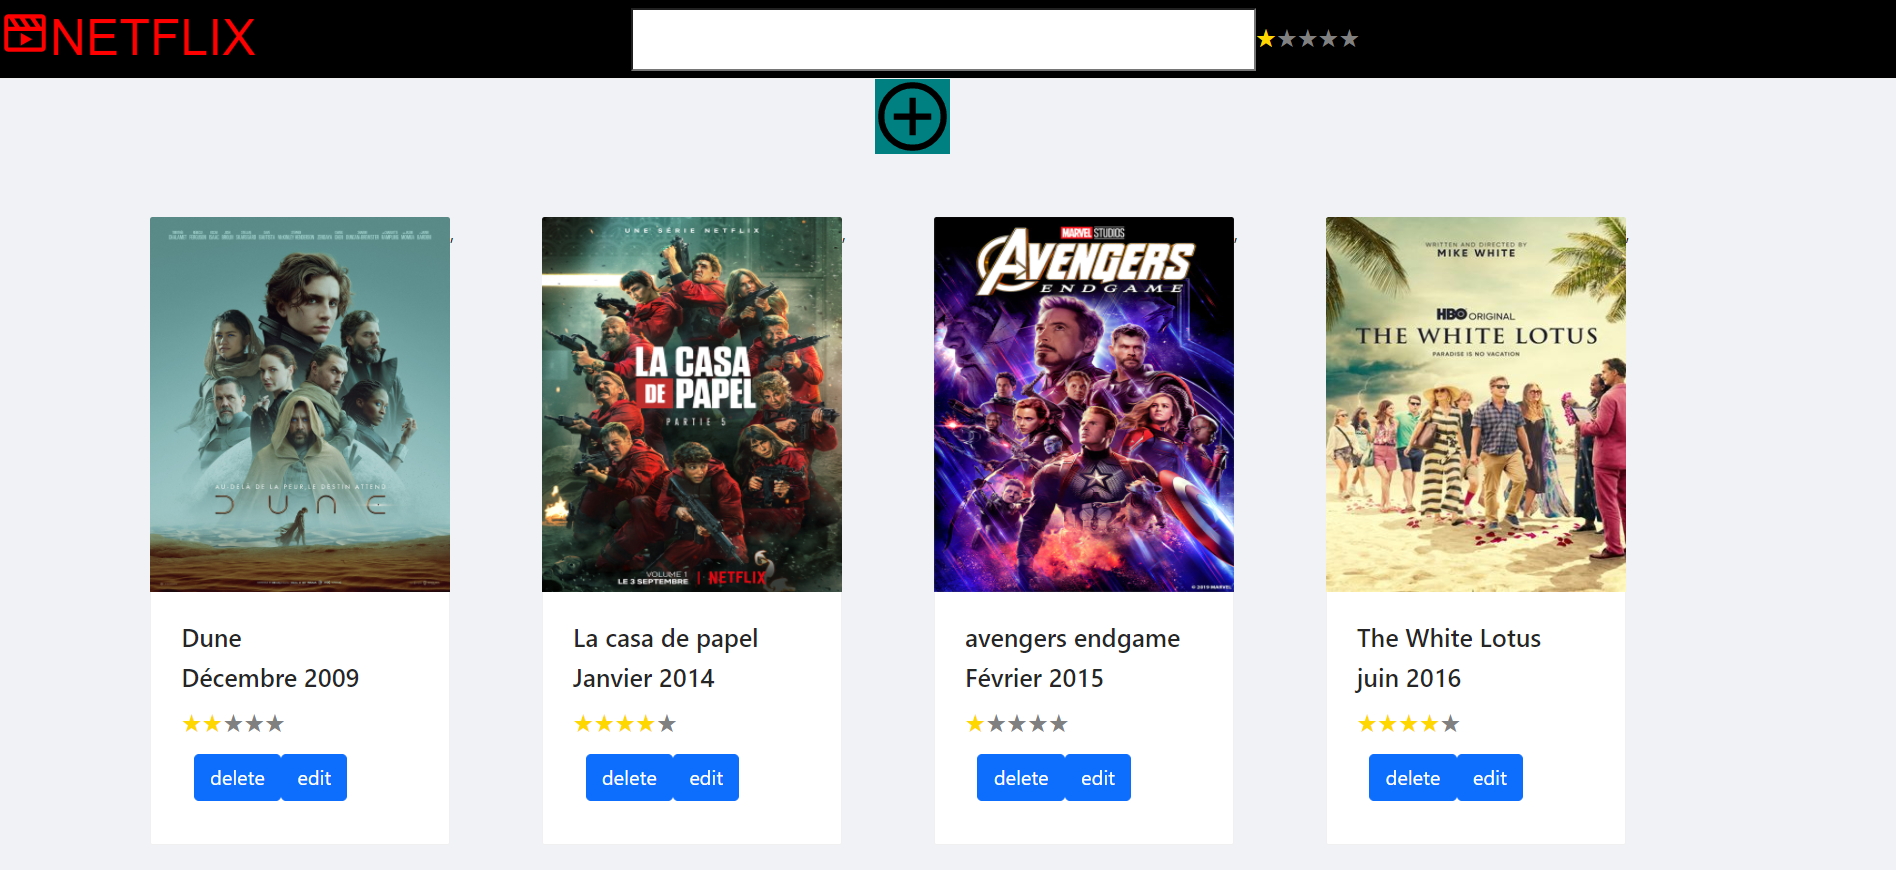 NETFLIX
★★★★★
UNE SÉRIE NETFLIX
LA CASA
DE PAPEL
PARTIE 5
VOLUME 1
LE 3 SEPTEMBRE | NETFLIX
MARVEL STUDIOS
AVENGERS
ENDGAME
© 2019 MARVEL
WRITTEN AND DIRECTED BY
MIKE WHITE
HBO ORIGINAL
THE WHITE LOTUS
PARADISE IS NO VACATION
AU-DELÀ DE LA PEUR, LE DESTIN ATTEND
DUNE
,
,
,
,
Dune
Décembre 2009
★★★★★
delete edit
La casa de papel
Janvier 2014
★★★★★
delete edit
avengers endgame
Février 2015
★★★★★
delete edit
The White Lotus
juin 2016
★★★★★
delete edit